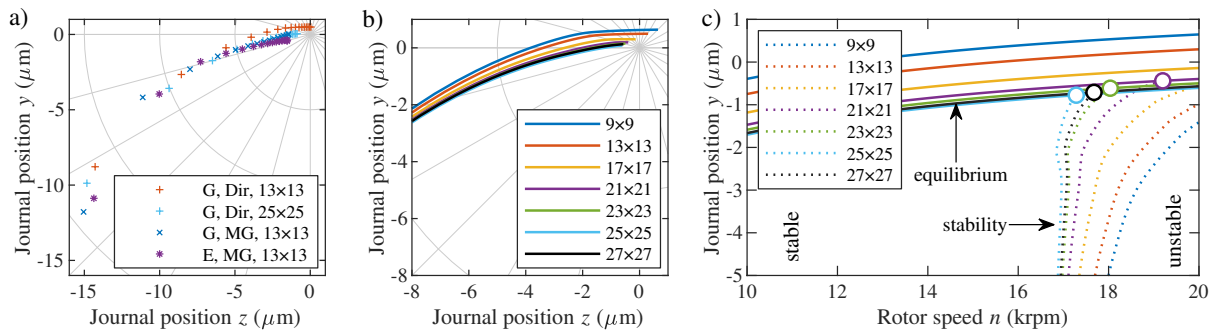 a)
Journal position y (μm)
0
-5
-10
-15
-15
-10
-5
0
Journal position z (μm)
G, Dir, 13×13
G, Dir, 25×25
G, MG, 13×13
E, MG, 13×13
b)
Journal position y (μm)
0
-2
-4
-6
-8
-8
-6
-4
-2
0
Journal position z (μm)
9×9
13×13
17×17
21×21
23×23
25×25
27×27
c)
Journal position y (μm)
1
-0
-1
-2
-3
-4
-5
10
12
14
16
18
20
Rotor speed n (krpm)
9×9
13×13
17×17
21×21
23×23
25×25
27×27
equilibrium
stability
stable
unstable